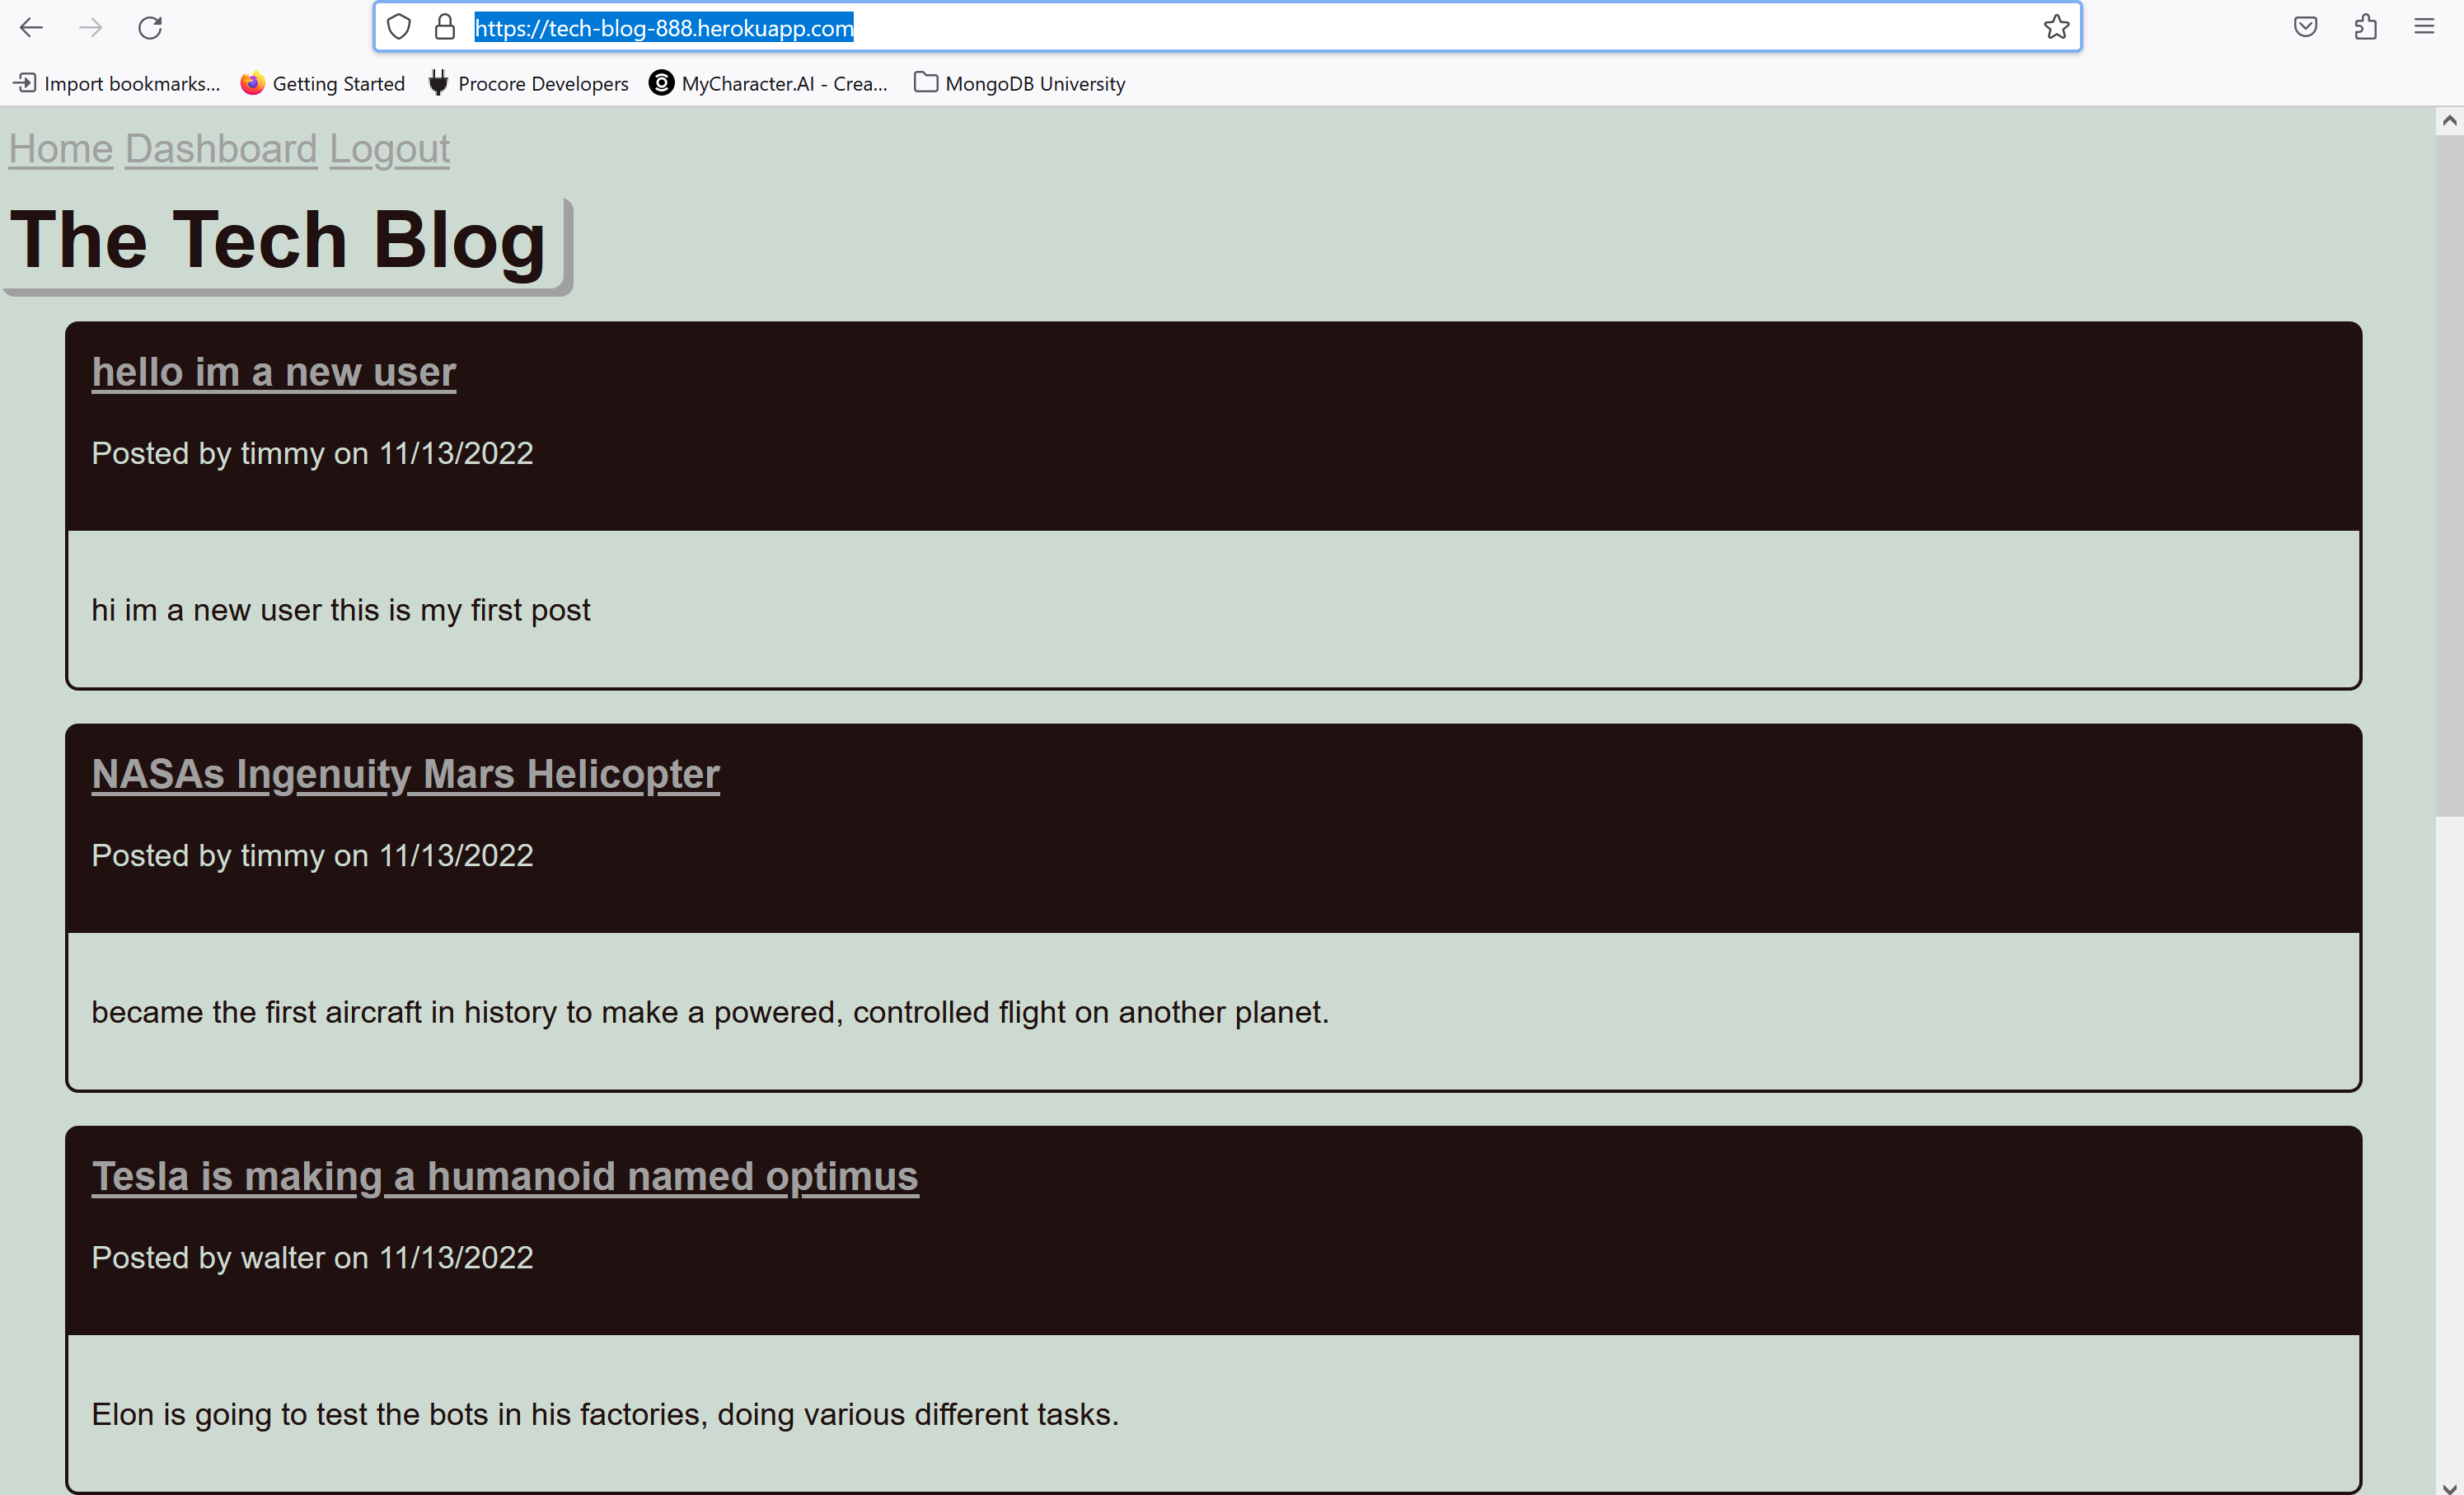 https://tech-blog-888.herokuapp.com
Import bookmarks... Getting Started Procore Developers MyCharacter.AI - Crea... MongoDB University
Home Dashboard Logout
The Tech Blog
hello im a new user
Posted by timmy on 11/13/2022
hi im a new user this is my first post
NASAs Ingenuity Mars Helicopter
Posted by timmy on 11/13/2022
became the first aircraft in history to make a powered, controlled flight on another planet.
Tesla is making a humanoid named optimus
Posted by walter on 11/13/2022
Elon is going to test the bots in his factories, doing various different tasks.